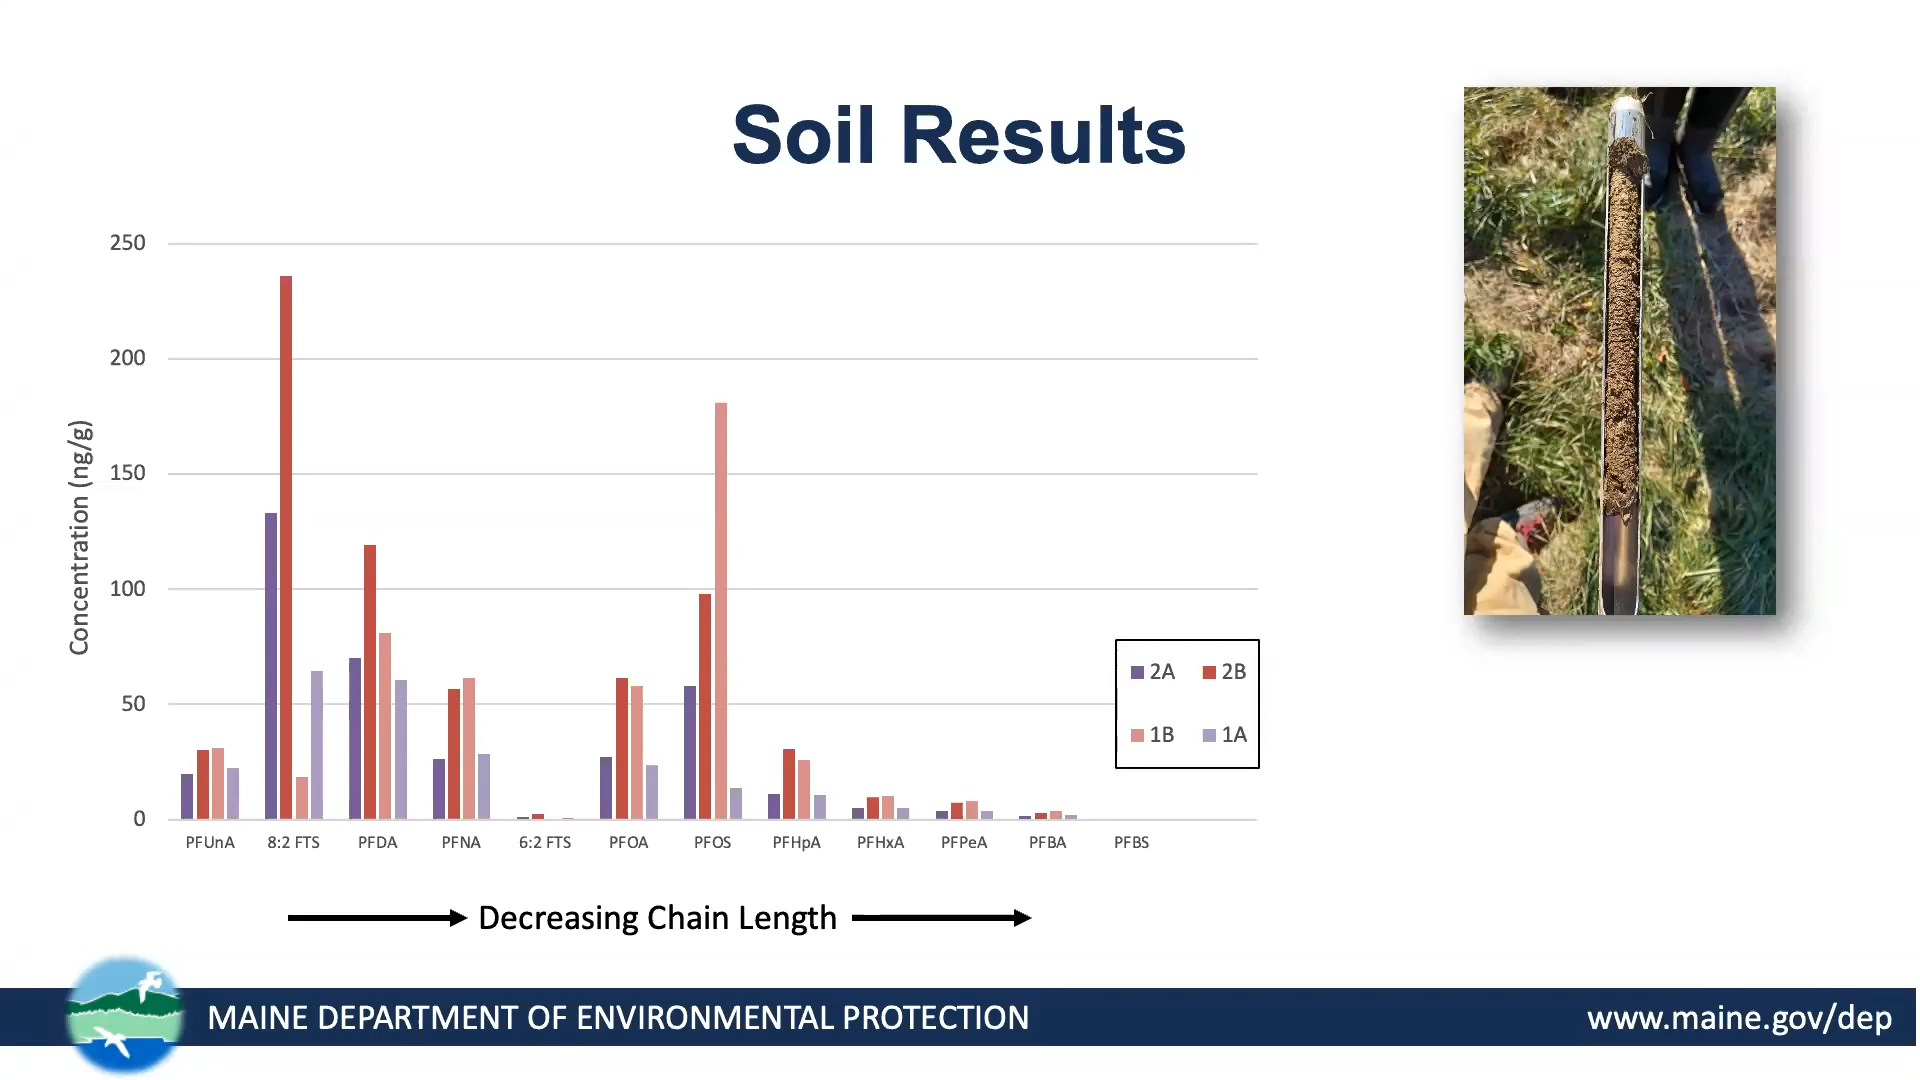 Soil Results
250
200
150
100
50
0
Concentration (ng/g)
2A 2B
1B 1A
PFUnA 8:2 FTS PFDA PFNA 6:2 FTS PFOA PFOS PFHpA PFHxA PFPeA PFBA PFBS
Decreasing Chain Length
MAINE DEPARTMENT OF ENVIRONMENTAL PROTECTION
www.maine.gov/dep